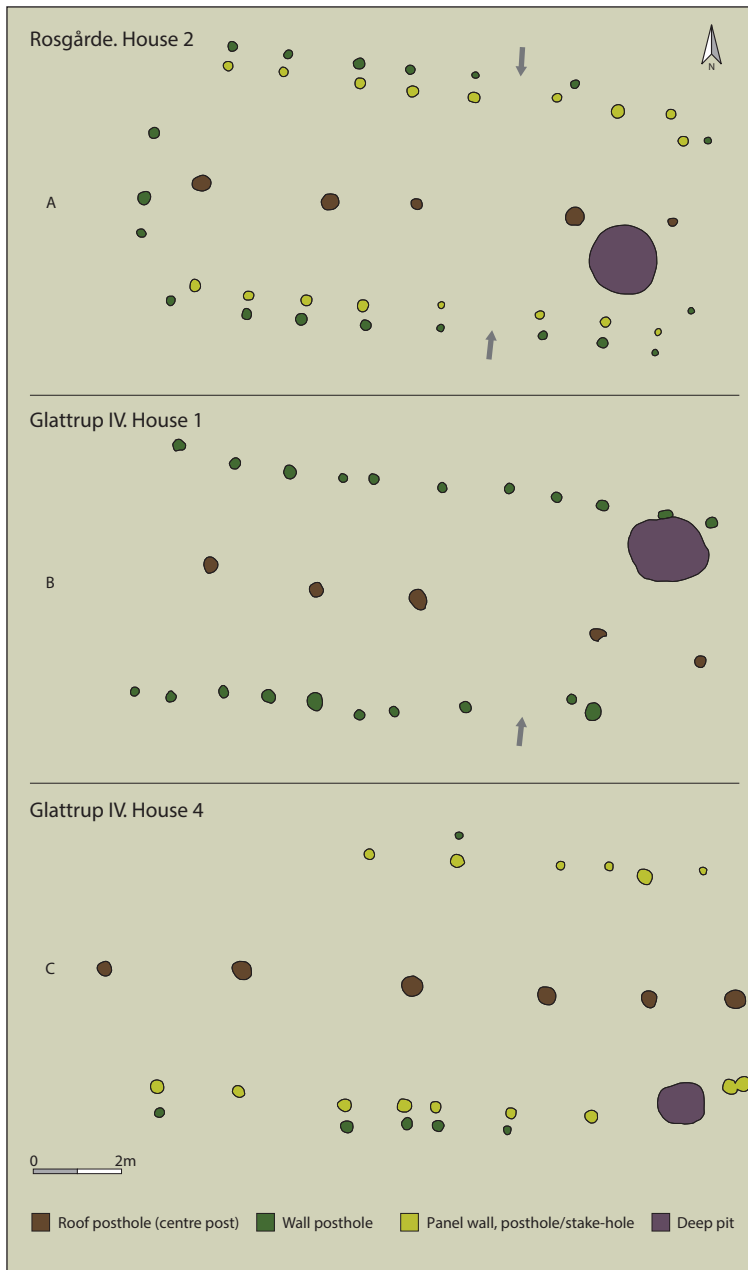 Rosgårde. House 2
N
A
Glattrup IV. House 1
B
Glattrup IV. House 4
C
0 2m
Roof posthole (centre post) Wall posthole Panel wall, posthole/stake-hole Deep pit